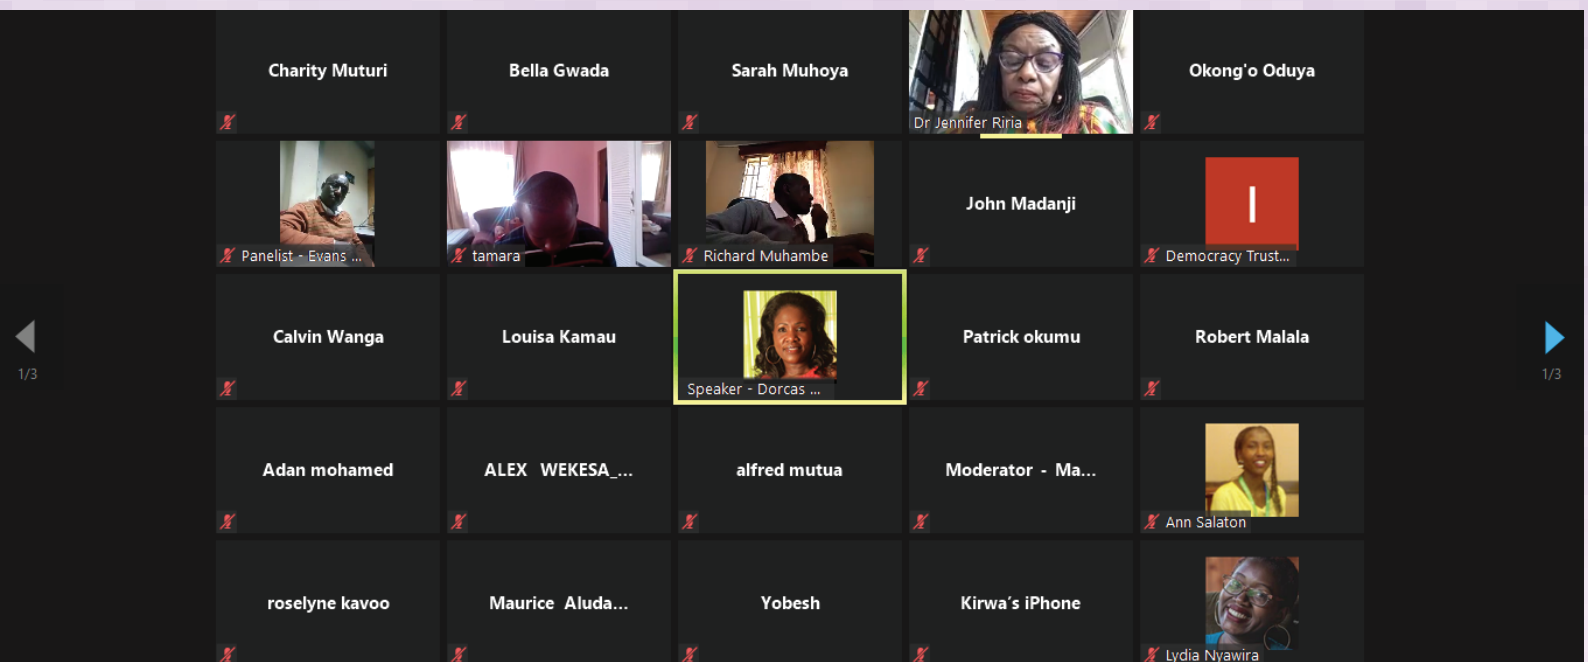 Charity Muturi
Bella Gwada
Sarah Muhoya
Dr Jennifer Riria
Okong'o Oduya
Panelist - Evans ...
tamara
Richard Muhambe
John Madanji
I
Democracy Trust...
Calvin Wanga
Louisa Kamau
Speaker - Dorcas ...
Patrick okumu
Robert Malala
1/3
1/3
Adan mohamed
ALEX WEKESA_...
alfred mutua
Moderator - Ma...
Ann Salaton
roselyne kavoo
Maurice Aluda...
Yobesh
Kirwa's iPhone
Lydia Nyawira